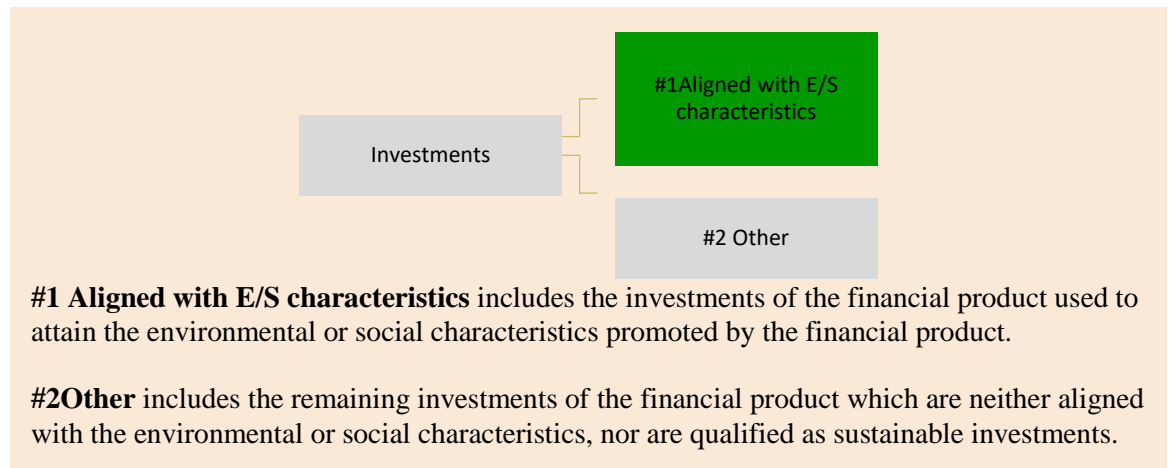 #1Aligned with E/S
characteristics
Investments
#2 Other
#1 Aligned with E/S characteristics includes the investments of the financial product used to
attain the environmental or social characteristics promoted by the financial product.
#2Other includes the remaining investments of the financial product which are neither aligned
with the environmental or social characteristics, nor are qualified as sustainable investments.